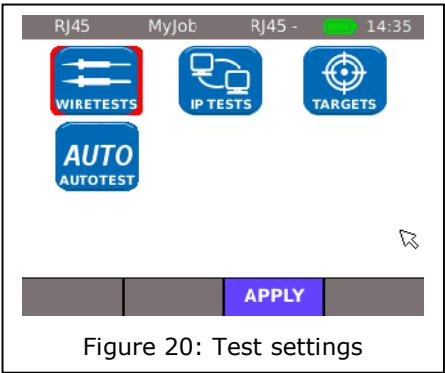 RJ45 MyJob RJ45 - 14:35
WIRETESTS IP TESTS TARGETS
AUTO
AUTOTEST
APPLY
Figure 20: Test settings